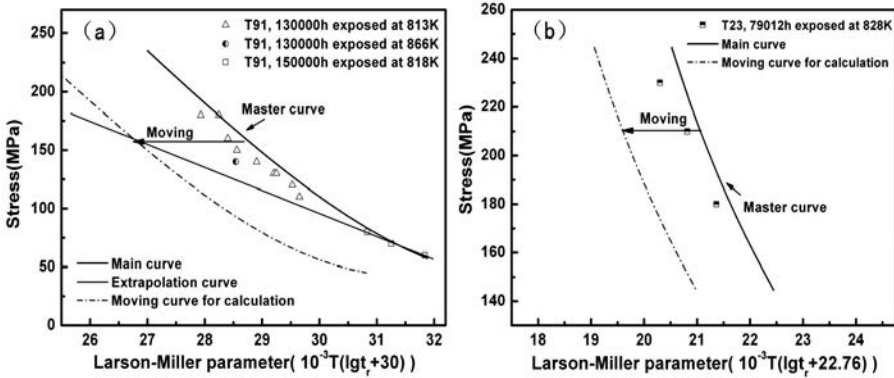 (a)
T91, 130000h exposed at 813K
T91, 130000h exposed at 866K
T91, 150000h exposed at 818K
Master curve
Moving
Main curve
Extrapolation curve
Moving curve for calculation
Stress(MPa)
250
200
150
100
50
0
26
27
28
29
30
31
32
Larson-Miller parameter( 10⁻³T(lgtᵣ+30) )
(b)
T23, 79012h exposed at 828K
Main curve
Moving curve for calculation
Moving
Master curve
Stress(MPa)
260
240
220
200
180
160
140
18
19
20
21
22
23
24
Larson-Miller parameter( 10⁻³T(lgtᵣ+22.76) )